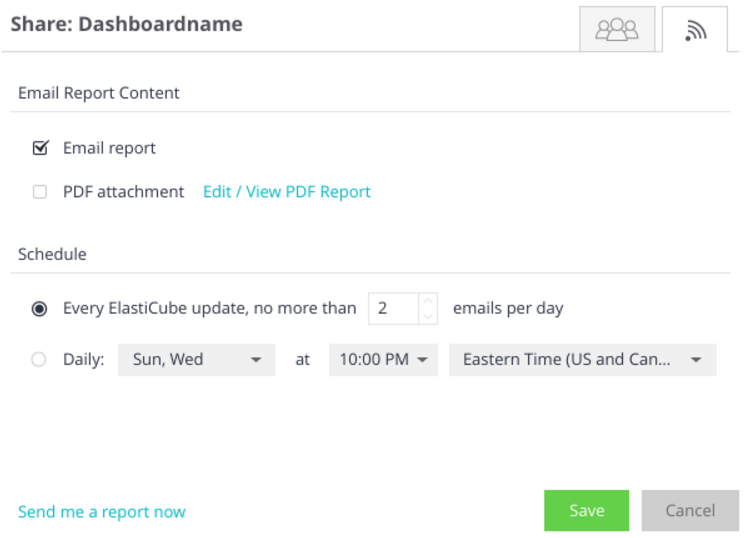 Share: Dashboardname
Email Report Content
Email report
PDF attachment Edit / View PDF Report
Schedule
Every ElastiCube update, no more than 2 emails per day
Daily: Sun, Wed at 10:00 PM Eastern Time (US and Can...
Send me a report now Save Cancel